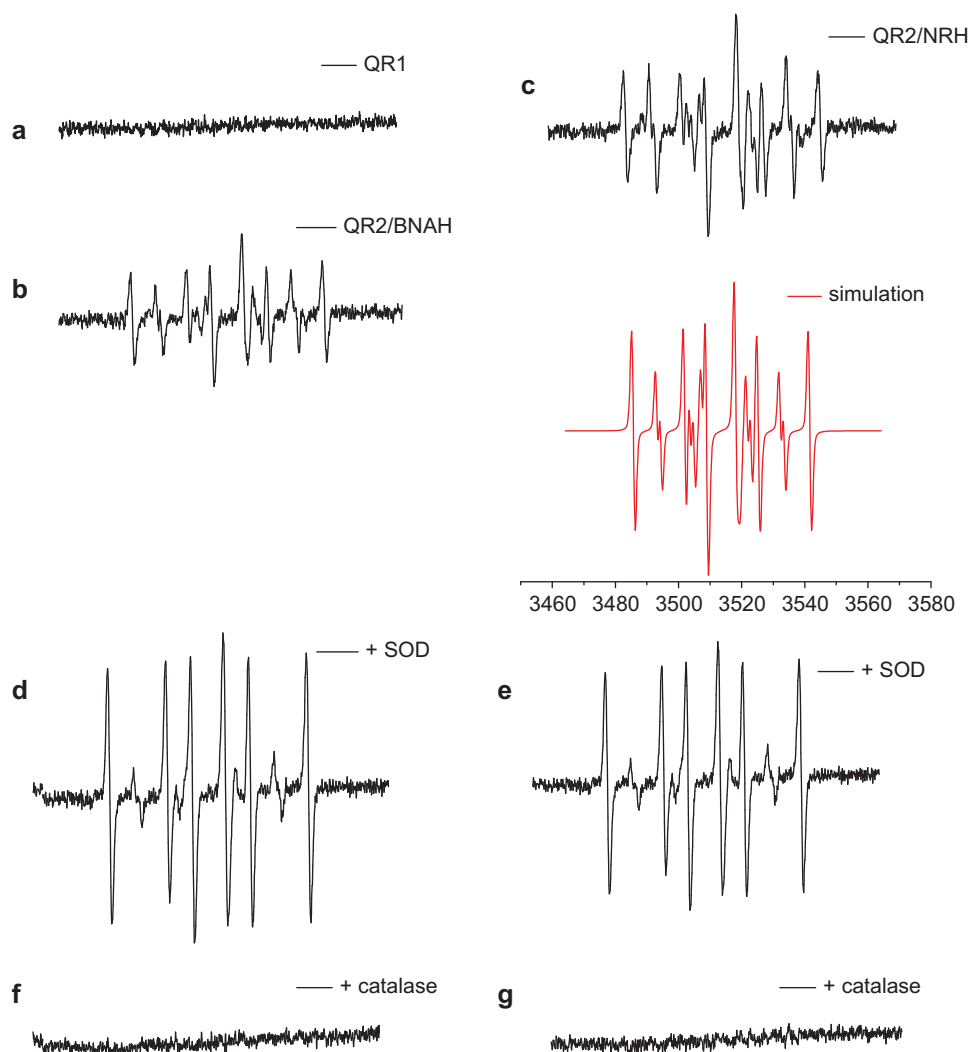 a
QR1
c
QR2/NRH
b
QR2/BNAH
simulation
3460 3480 3500 3520 3540 3560 3580
d
+ SOD
e
+ SOD
f
+ catalase
g
+ catalase